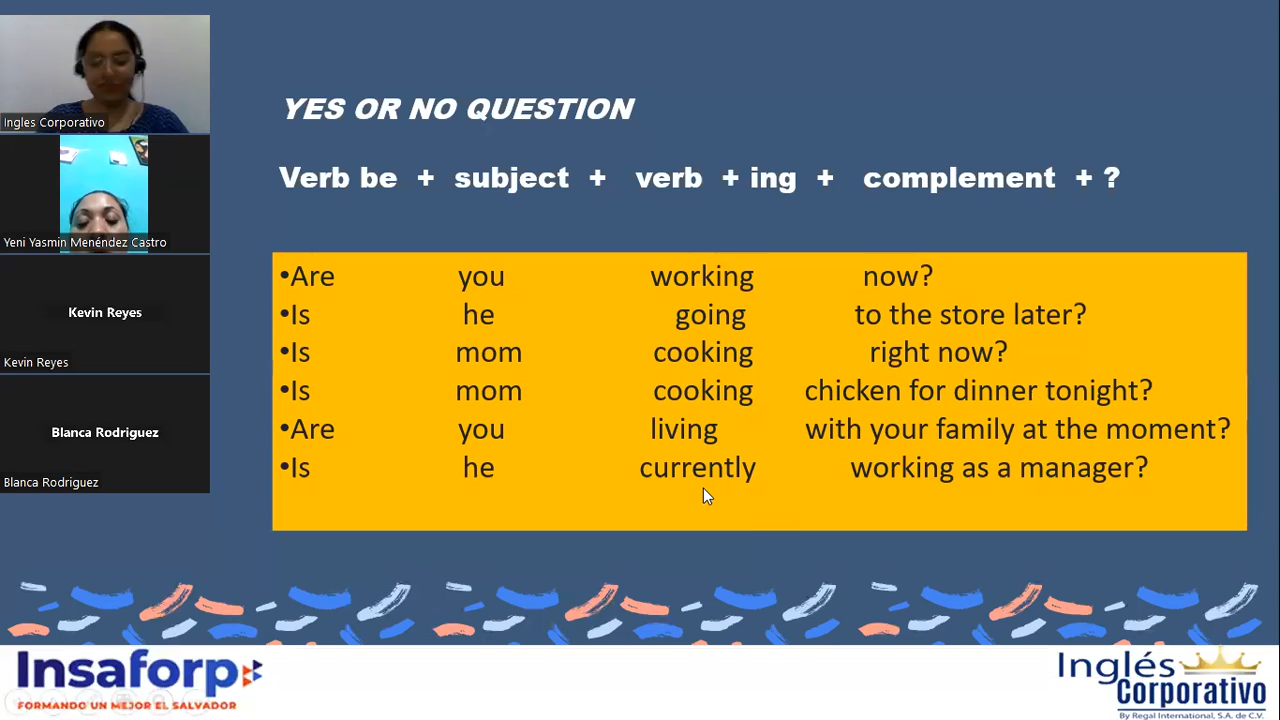 Ingles Corporativo
Yeni Yasmin Menéndez Castro
Kevin Reyes
Kevin Reyes
Blanca Rodriguez
Blanca Rodriguez
YES OR NO QUESTION
Verb be + subject + verb + ing + complement + ?
•Are you working now?
•Is he going to the store later?
•Is mom cooking right now?
•Is mom cooking chicken for dinner tonight?
•Are you living with your family at the moment?
•Is he currently working as a manager?
Insaforp
FORMANDO UN MEJOR EL SALVADOR
Inglés
Corporativo
By Regal International, S.A. de C.V.